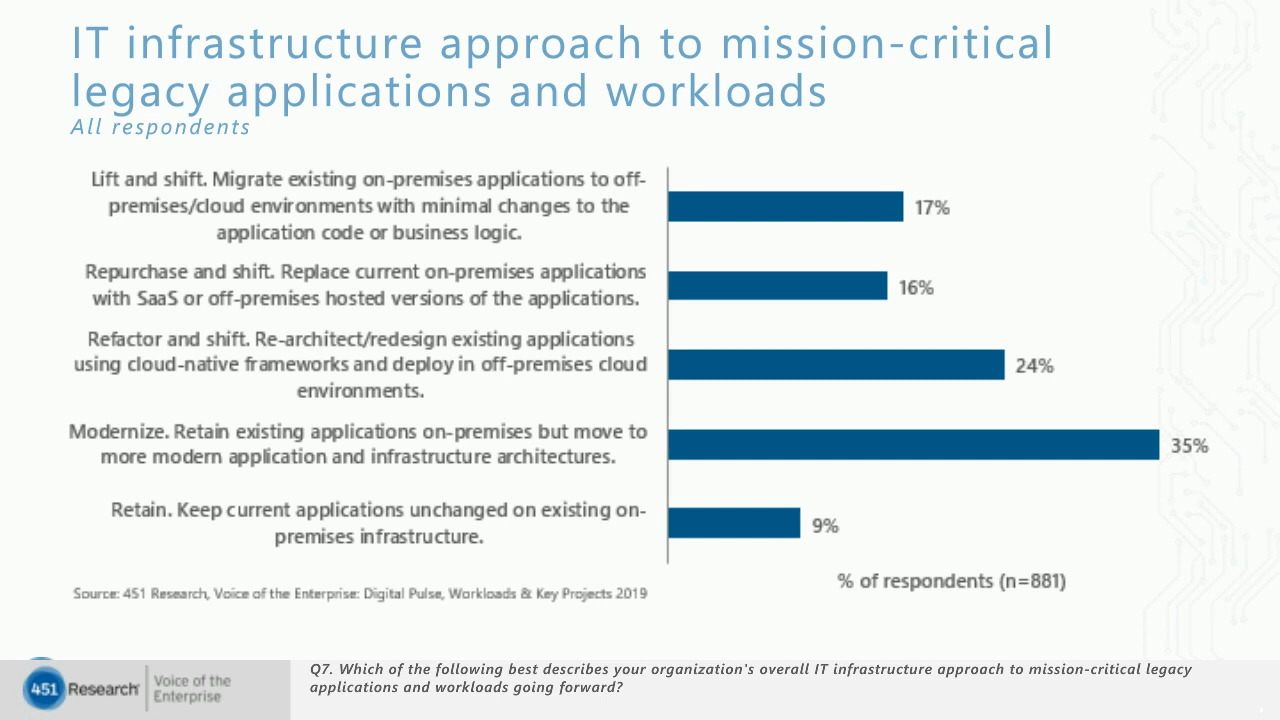 IT infrastructure approach to mission-critical
legacy applications and workloads
All respondents
Lift and shift. Migrate existing on-premises applications to off-
premises/cloud environments with minimal changes to the
application code or business logic.
17%
Repurchase and shift. Replace current on-premises applications
with SaaS or off-premises hosted versions of the applications.
16%
Refactor and shift. Re-architect/redesign existing applications
using cloud-native frameworks and deploy in off-premises cloud
environments.
24%
Modernize. Retain existing applications on-premises but move to
more modern application and infrastructure architectures.
35%
Retain. Keep current applications unchanged on existing on-
premises infrastructure.
9%
% of respondents (n=881)
Source: 451 Research, Voice of the Enterprise: Digital Pulse, Workloads & Key Projects 2019
451 Research
Voice of the
Enterprise
Q7. Which of the following best describes your organization's overall IT infrastructure approach to mission-critical legacy
applications and workloads going forward?